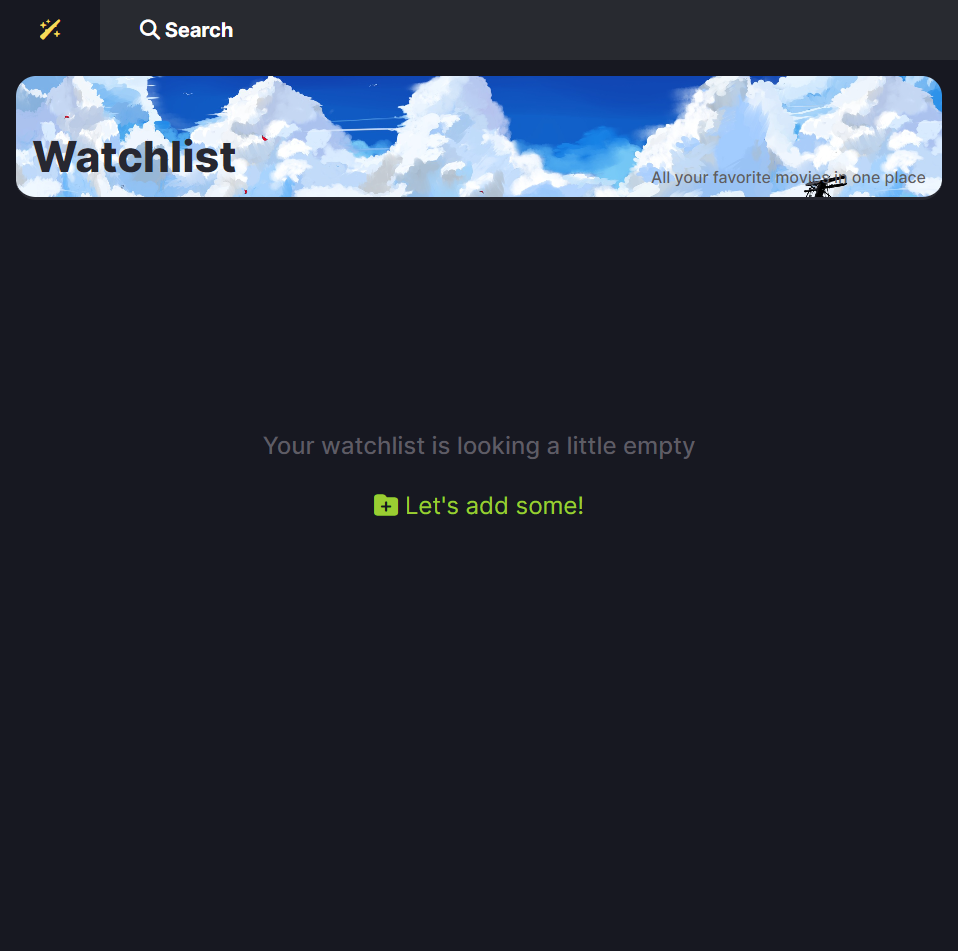 Search
Watchlist
All your favorite movies in one place
Your watchlist is looking a little empty
Let's add some!